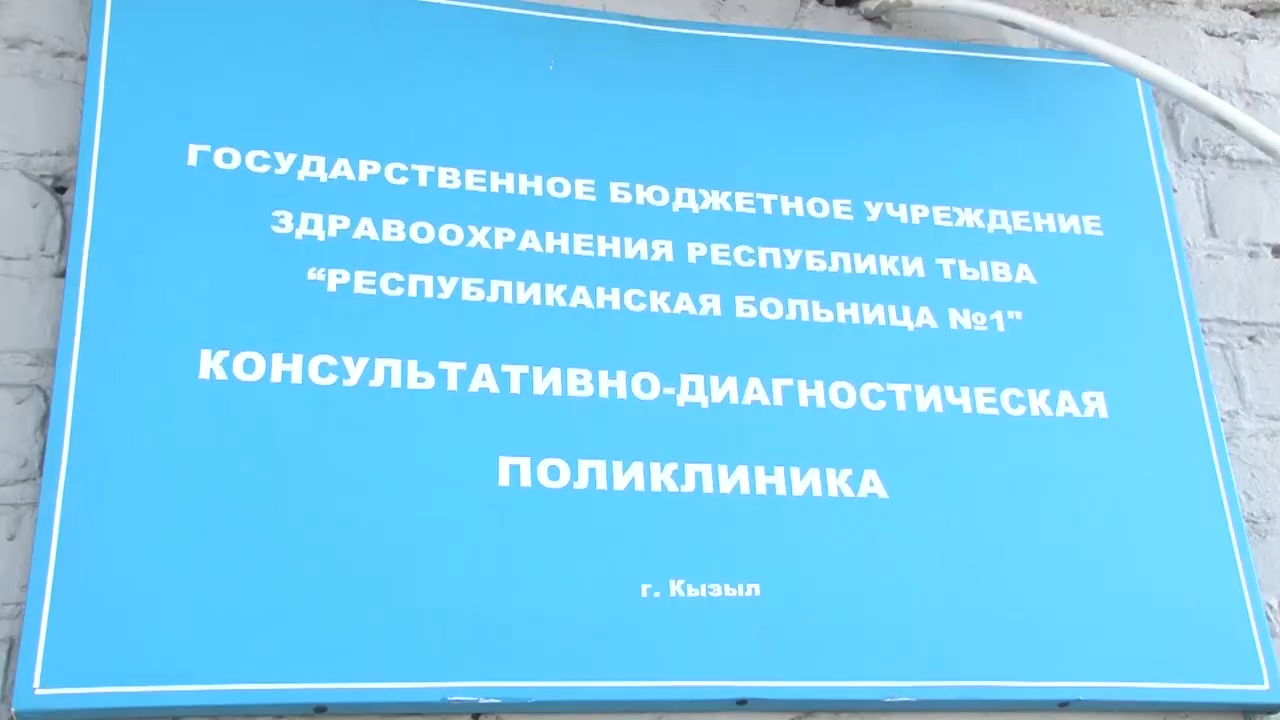 ГОСУДАРСТВЕННОЕ БЮДЖЕТНОЕ УЧРЕЖДЕНИЕ
ЗДРАВООХРАНЕНИЯ РЕСПУБЛИКИ ТЫВА
“РЕСПУБЛИКАНСКАЯ БОЛЬНИЦА №1"
КОНСУЛЬТАТИВНО-ДИАГНОСТИЧЕСКАЯ
ПОЛИКЛИНИКА
г. Кызыл